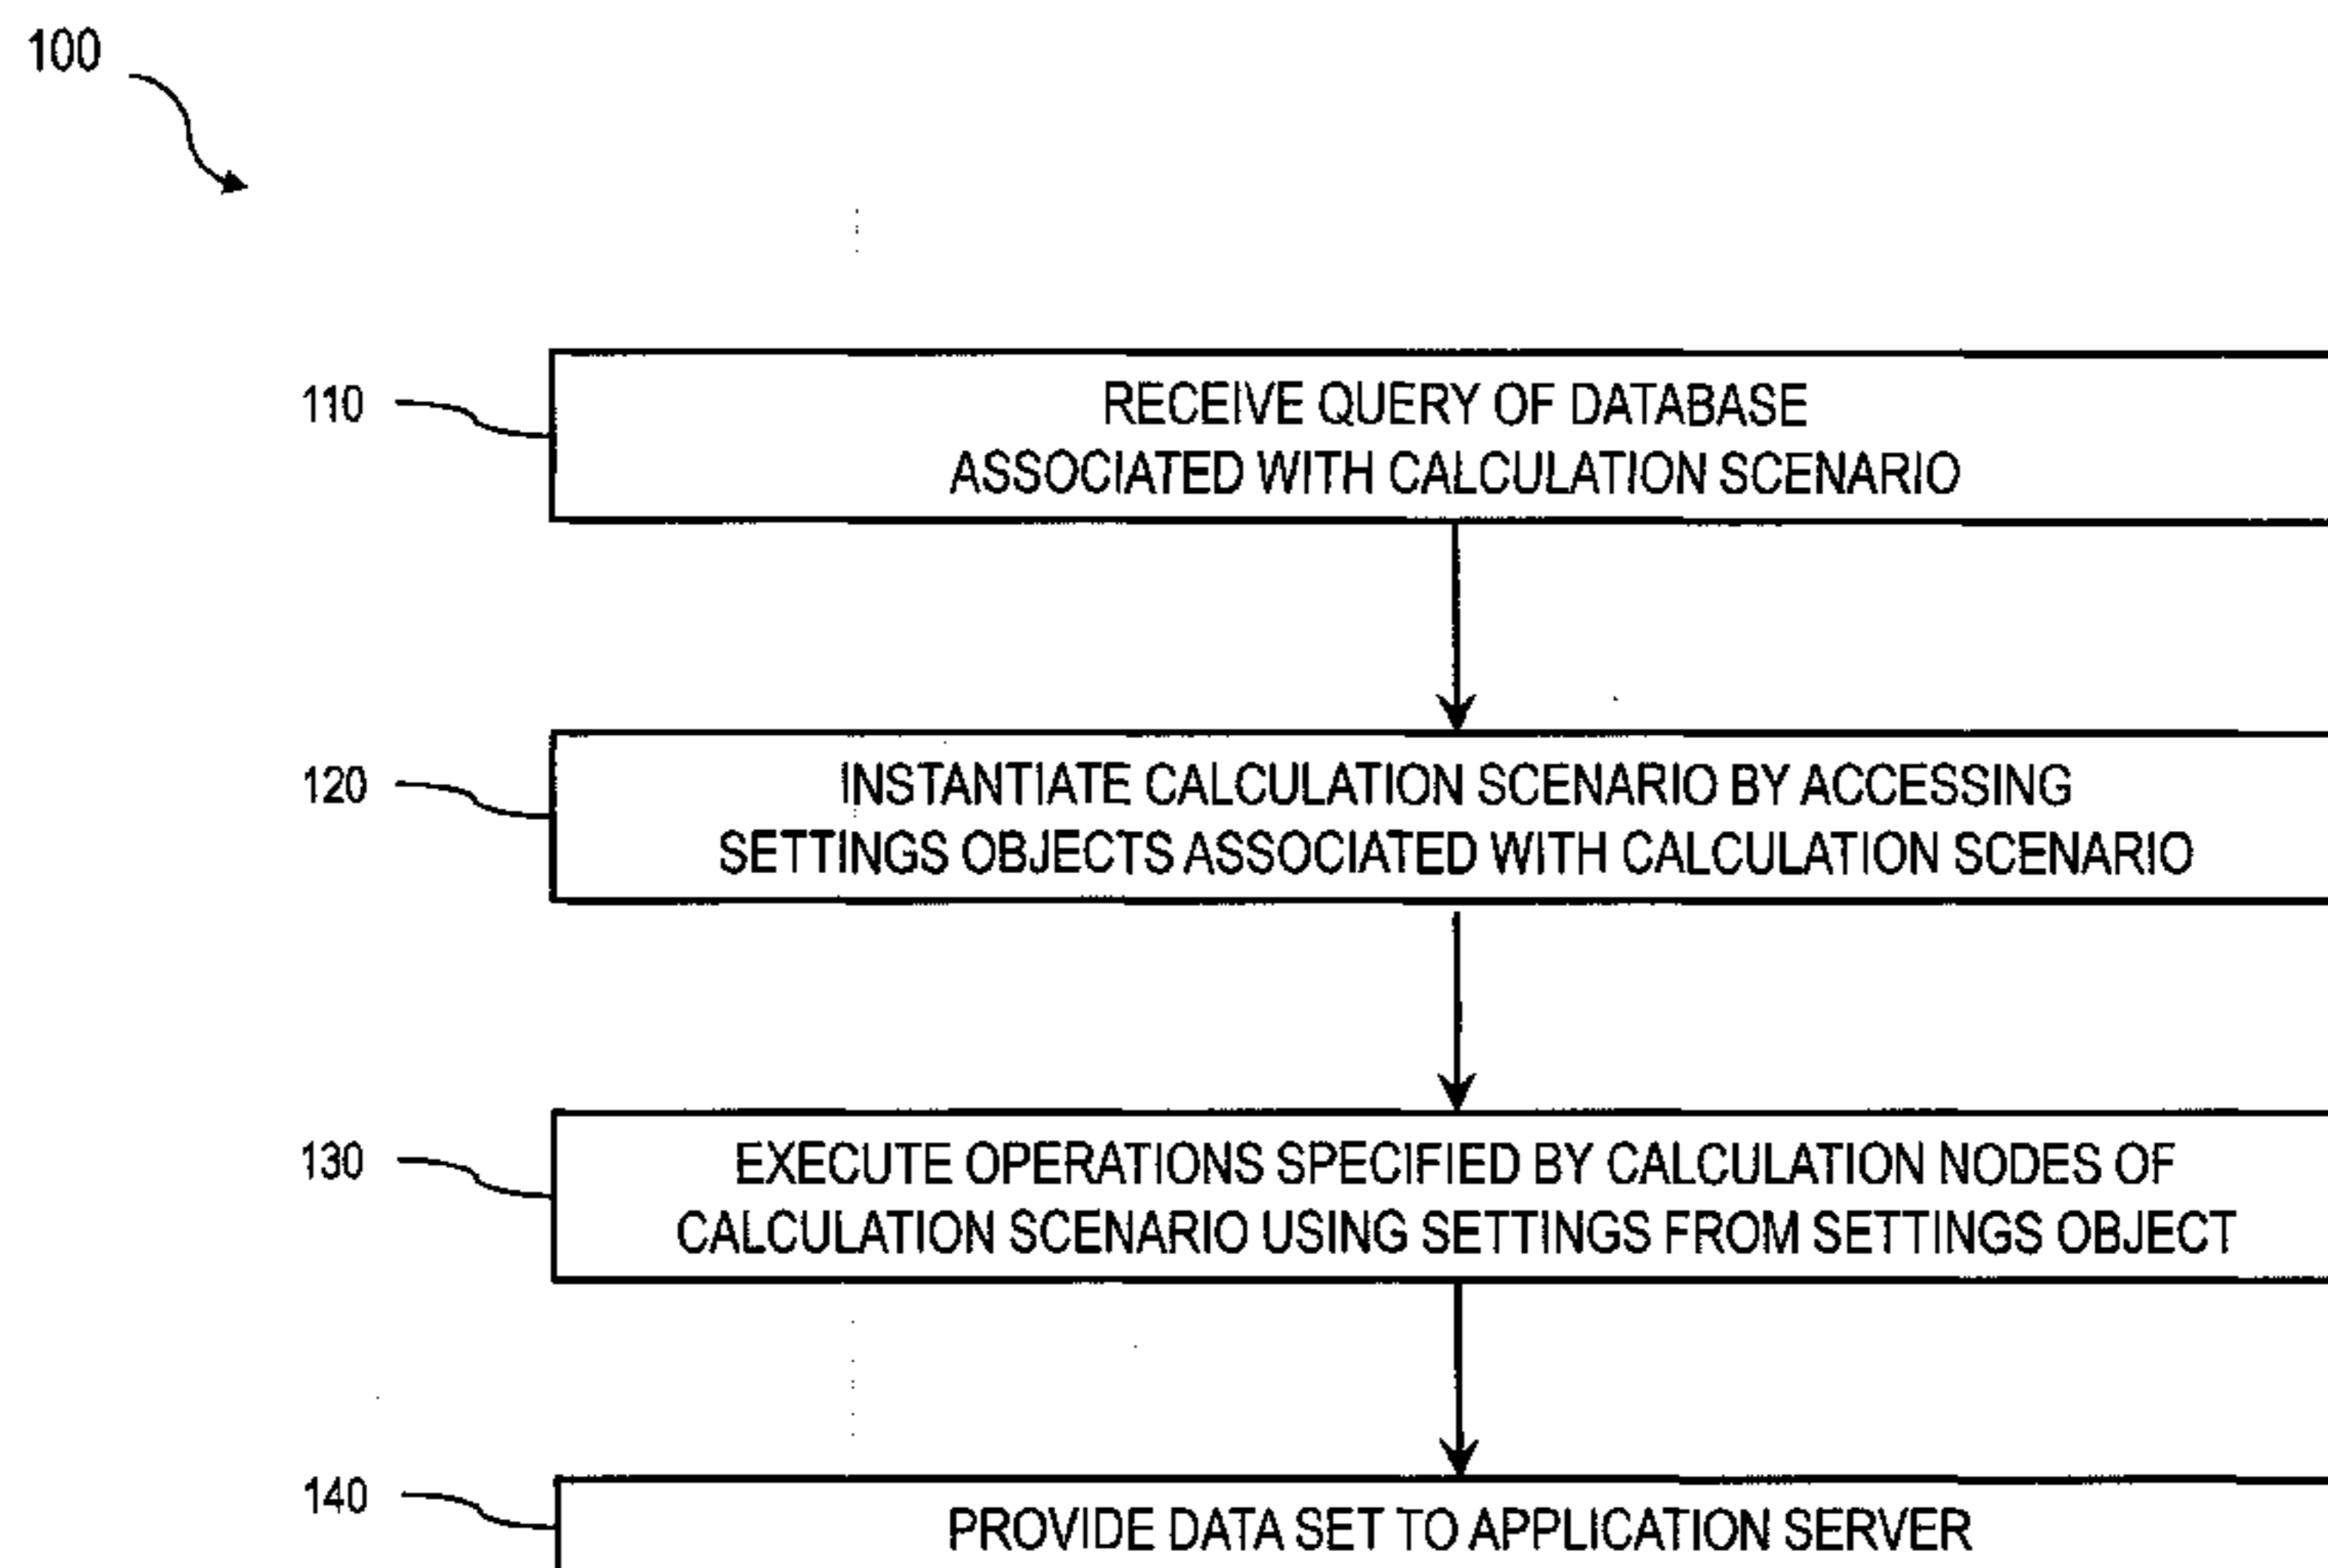 100
110
RECEIVE QUERY OF DATABASE
ASSOCIATED WITH CALCULATION SCENARIO
120
INSTANTIATE CALCULATION SCENARIO BY ACCESSING
SETTINGS OBJECTS ASSOCIATED WITH CALCULATION SCENARIO
130
EXECUTE OPERATIONS SPECIFIED BY CALCULATION NODES OF
CALCULATION SCENARIO USING SETTINGS FROM SETTINGS OBJECT
140
PROVIDE DATA SET TO APPLICATION SERVER